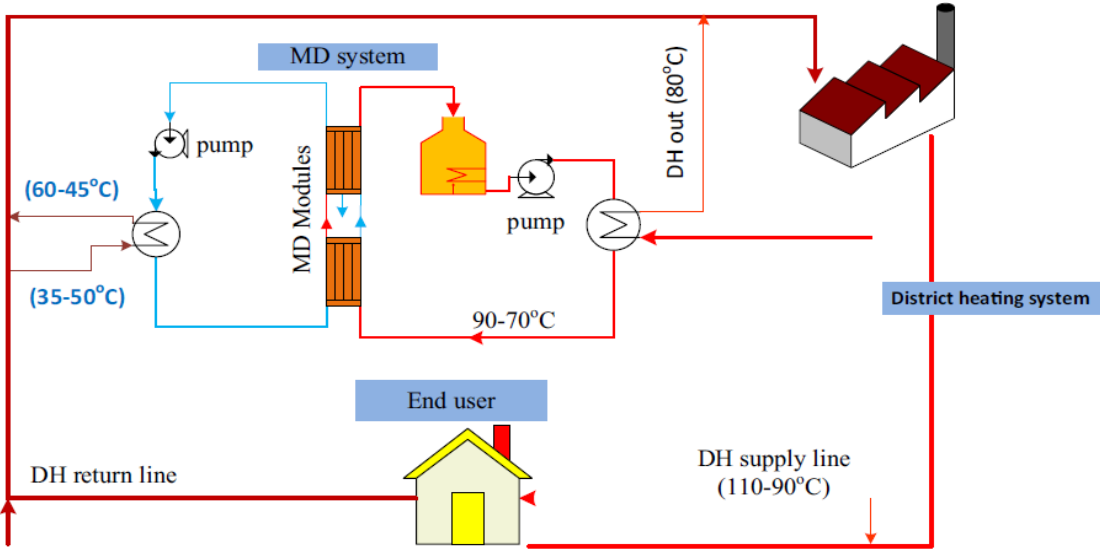 MD system
DH out (80°C)
pump
(60-45°C)
MD Modules
pump
(35-50°C)
District heating system
90-70°C
End user
DH supply line
(110-90°C)
DH return line